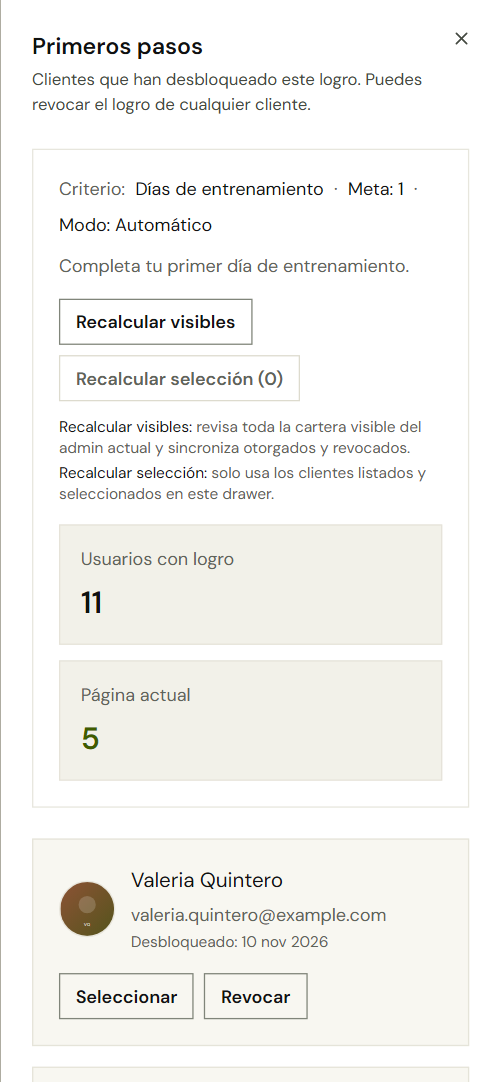 Primeros pasos
Clientes que han desbloqueado este logro. Puedes
revocar el logro de cualquier cliente.
Criterio: Días de entrenamiento · Meta: 1 ·
Modo: Automático
Completa tu primer día de entrenamiento.
Recalcular visibles
Recalcular selección (0)
Recalcular visibles: revisa toda la cartera visible del
admin actual y sincroniza otorgados y revocados.
Recalcular selección: solo usa los clientes listados y
seleccionados en este drawer.
Usuarios con logro
11
Página actual
5
Valeria Quintero
valeria.quintero@example.com
Desbloqueado: 10 nov 2026
Seleccionar Revocar